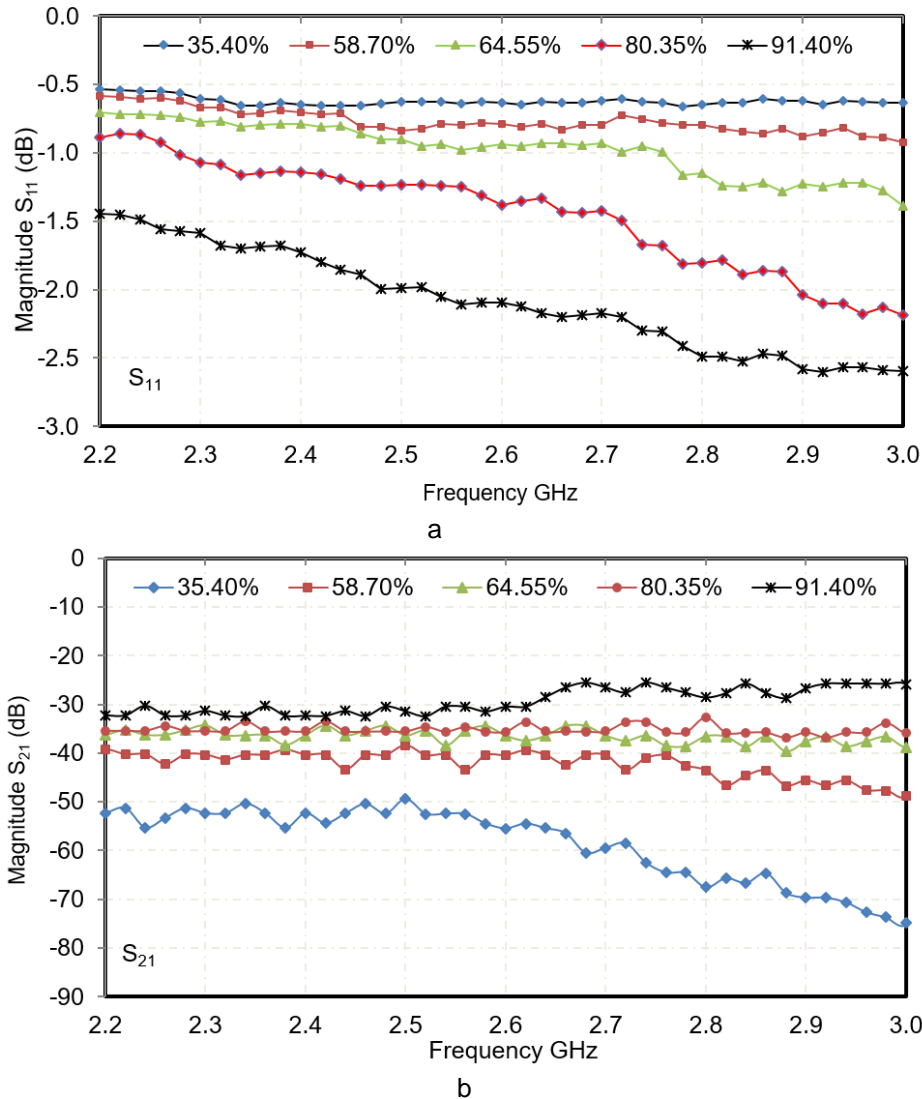 0.0
35.40% 58.70% 64.55% 80.35% 91.40%
-0.5
-1.0
-1.5
-2.0
-2.5
-3.0
Magnitude S11 (dB)
S11
2.2 2.3 2.4 2.5 2.6 2.7 2.8 2.9 3.0
Frequency GHz
a
0
35.40% 58.70% 64.55% 80.35% 91.40%
-10
-20
-30
-40
-50
-60
-70
-80
-90
Magnitude S21 (dB)
S21
2.2 2.3 2.4 2.5 2.6 2.7 2.8 2.9 3.0
Frequency GHz
b